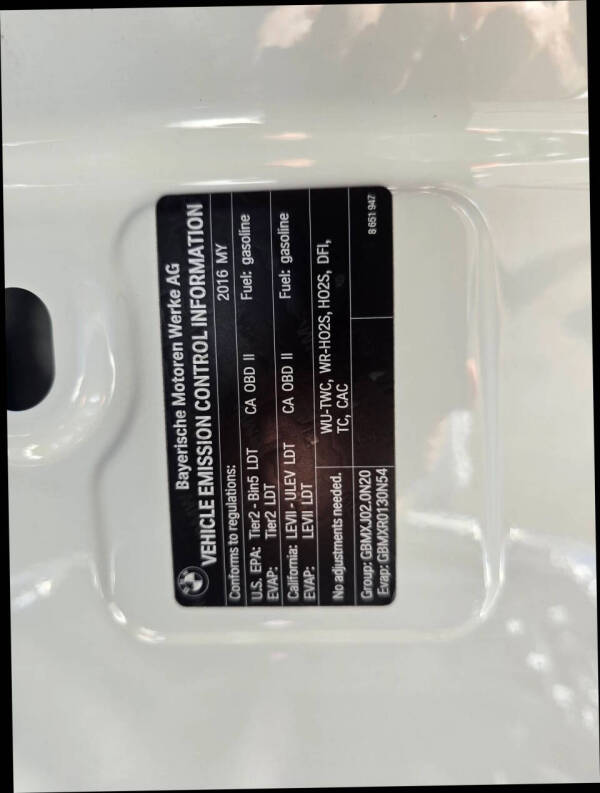 Bayerische Motoren Werke AG
VEHICLE EMISSION CONTROL INFORMATION
Conforms to regulations: 2016 MY
U.S. EPA: Tier2 - Bin5 LDT CA OBD II Fuel: gasoline
EVAP: Tier2 LDT
California: LEVII - ULEV LDT CA OBD II Fuel: gasoline
EVAP: LEVII LDT
No adjustments needed. WU-TWC, WR-HO2S, HO2S, DFI,
TC, CAC
Group: GBMXJ02.0N20
Evap: GBMXR0130N54 8 651 947